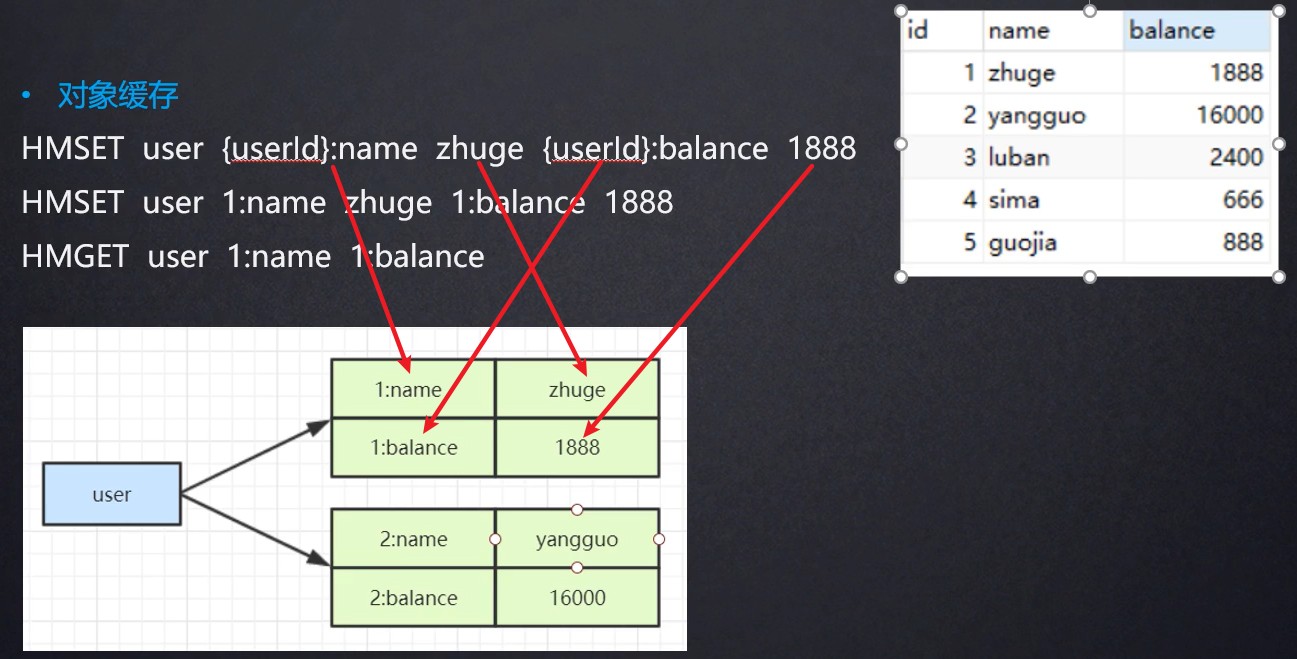 • 对象缓存
HMSET user {userId}:name zhuge {userId}:balance 1888
HMSET user 1:name zhuge 1:balance 1888
HMGET user 1:name 1:balance
id name balance
1 zhuge 1888
2 yangguo 16000
3 luban 2400
4 sima 666
5 guojia 888
user
1:name zhuge
1:balance 1888
2:name yangguo
2:balance 16000